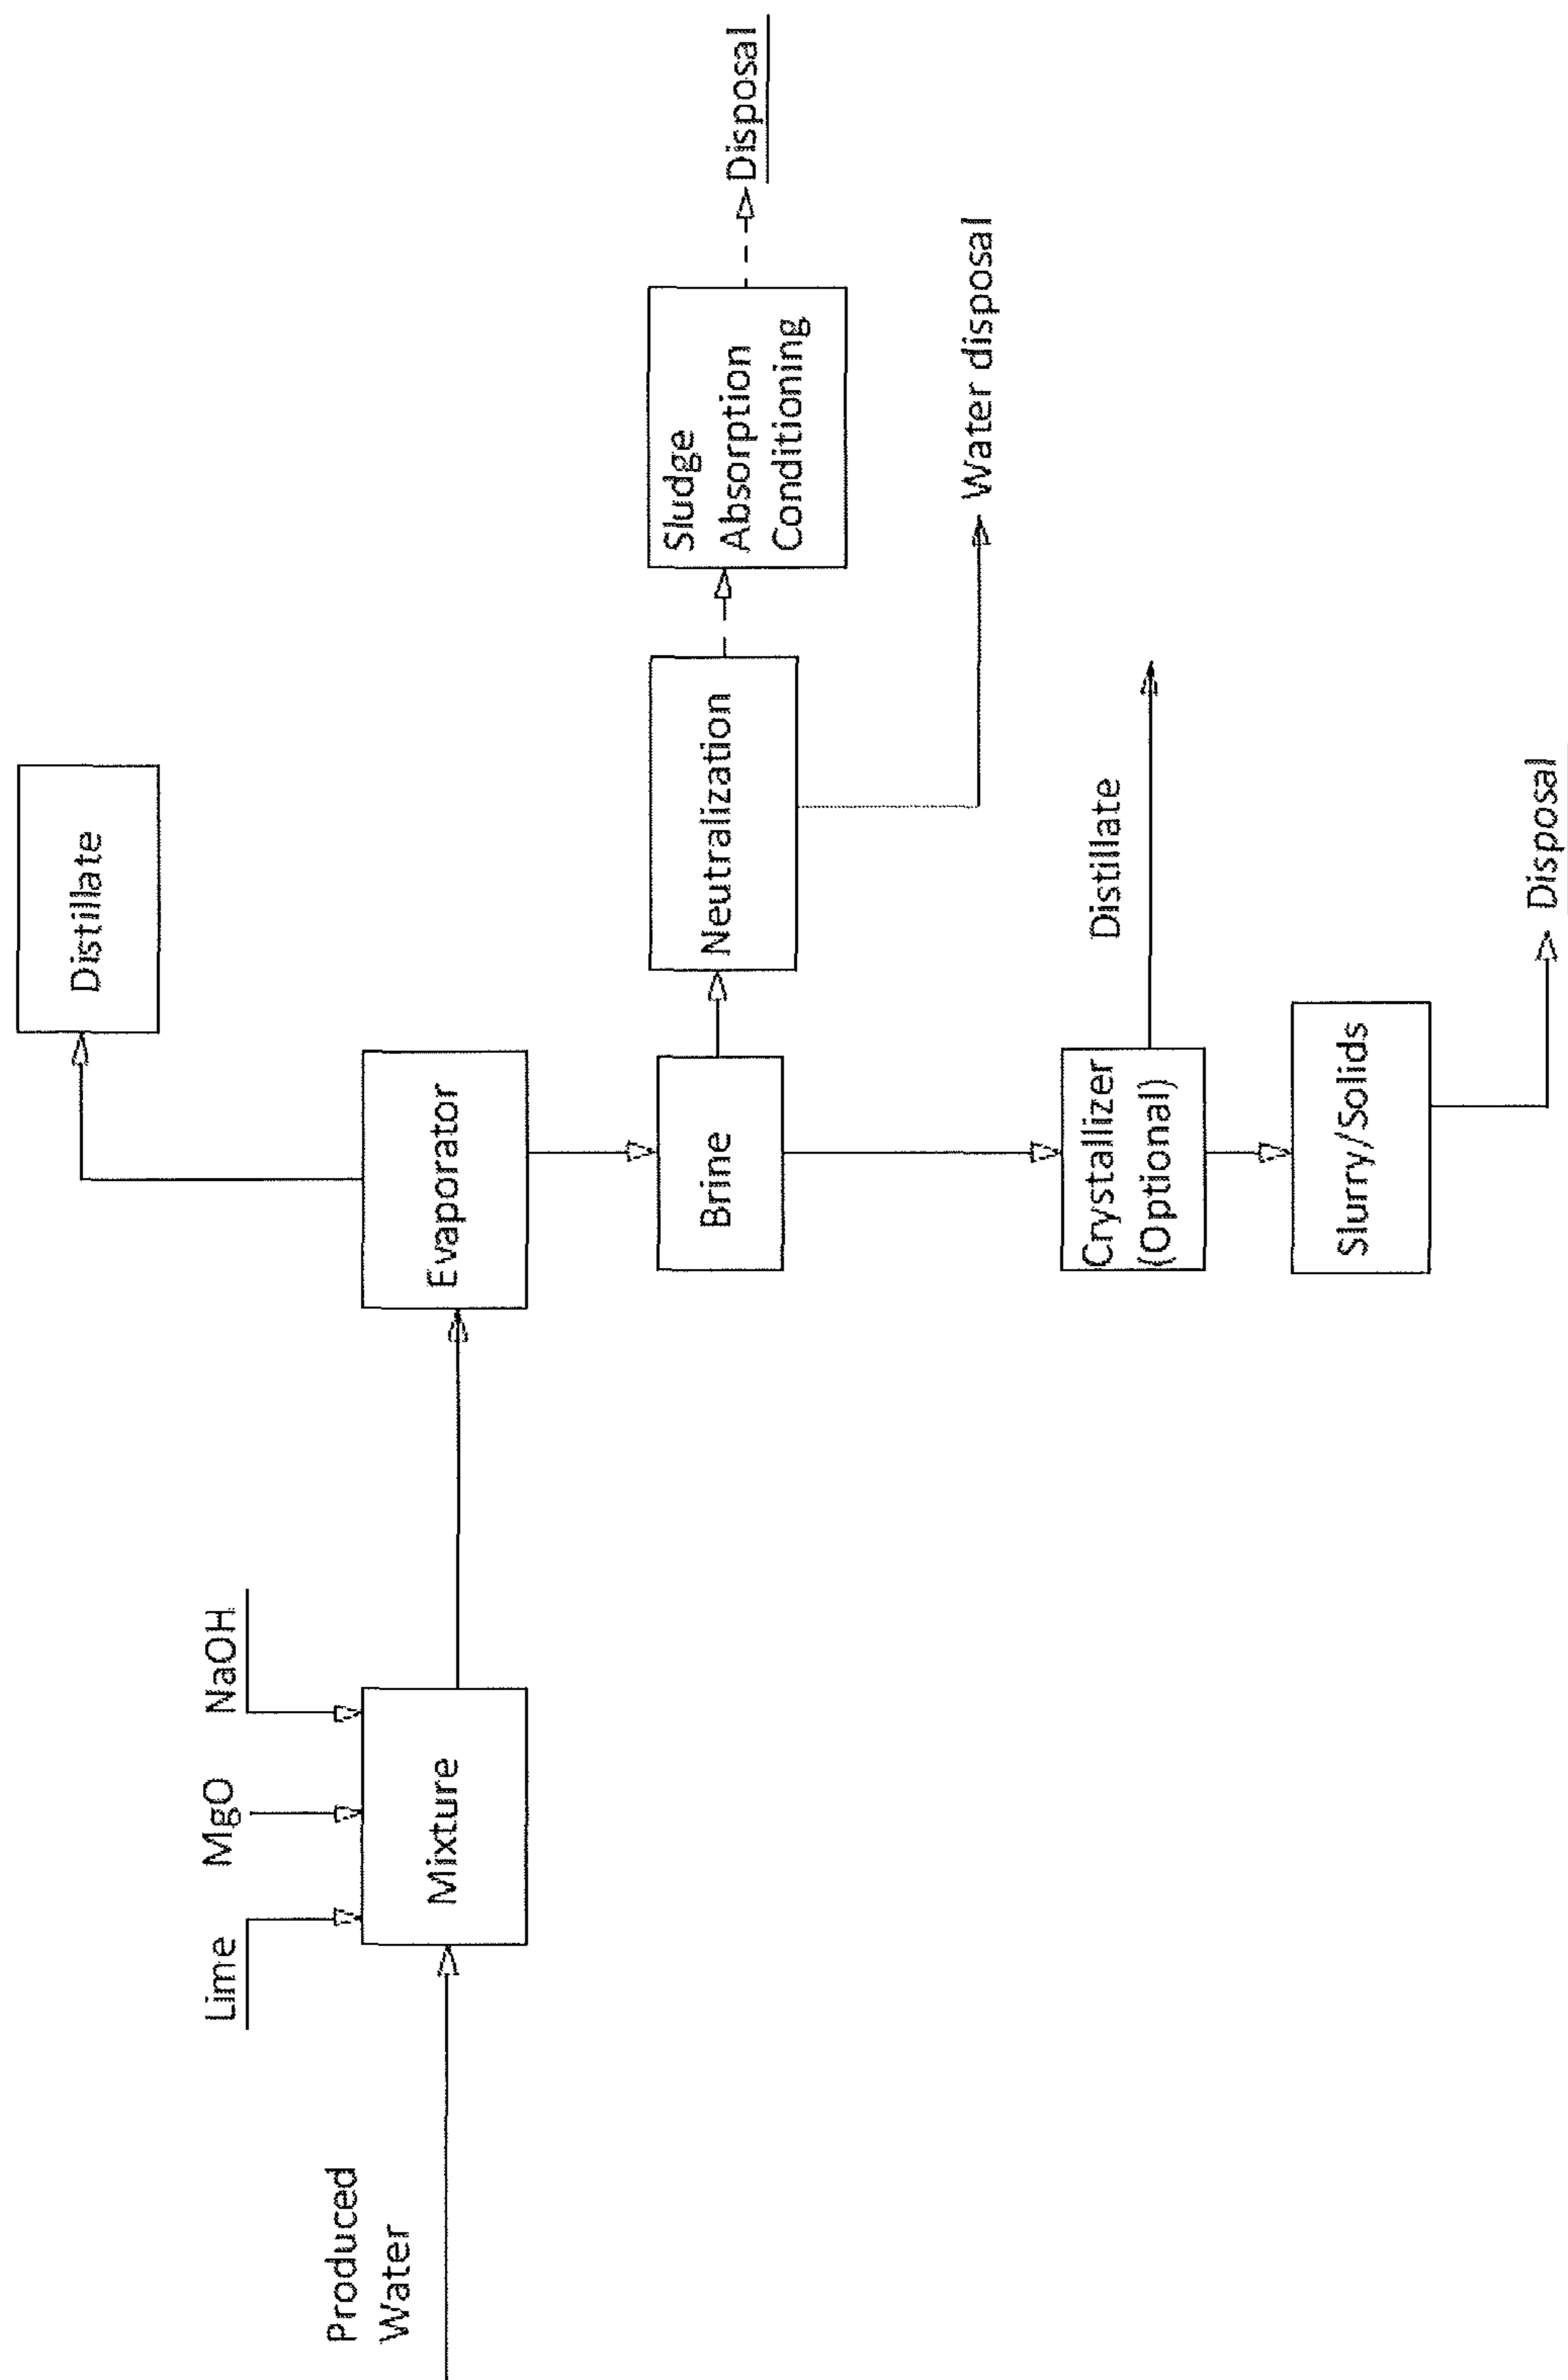 Produced
Water
Lime
MgO
NaOH
Mixture
Evaporator
Distillate
Brine
Neutralization
Sludge
Absorption
Conditioning
Disposal
Water disposal
Crystallizer
(Optional)
Distillate
Slurry/Solids
Disposal